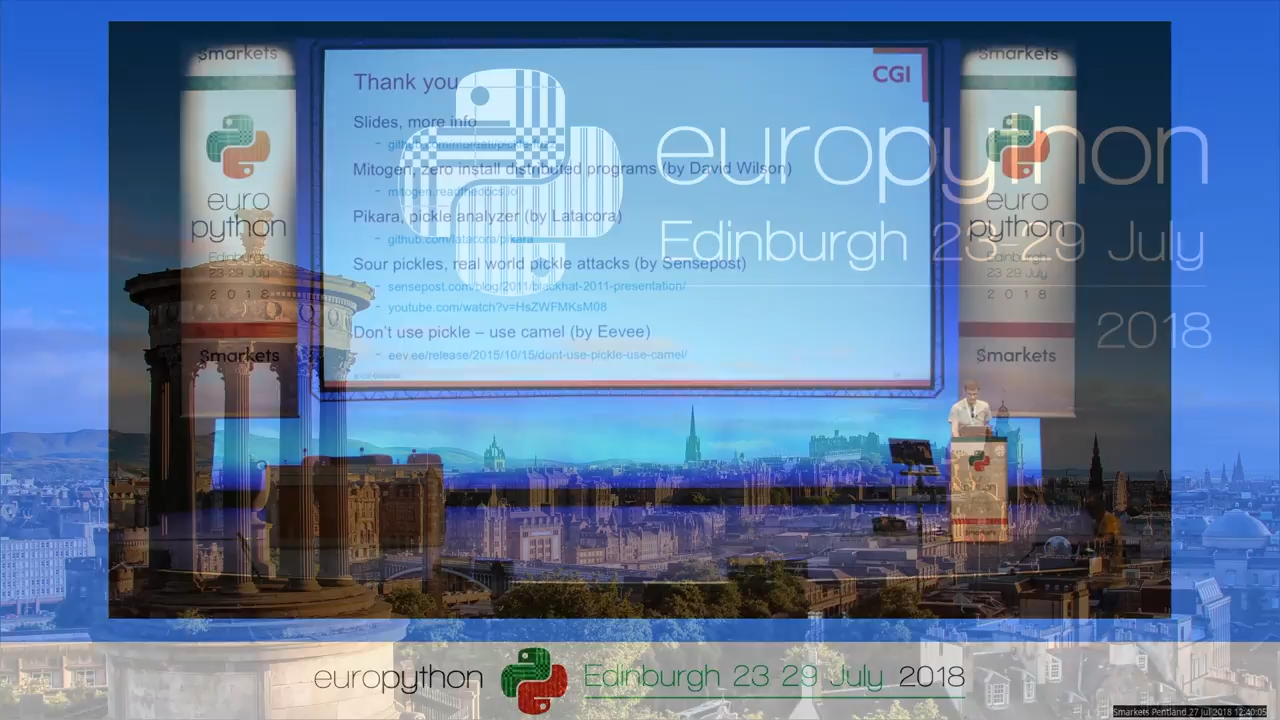 Smarkets
euro
python
Edinburgh
23-29 July
2018
Smarkets
Thank you
CGI
Slides, more info
Mitogen, zero install distributed programs (by David Wilson)
- mitogen.readthedocs.io
Pikara, pickle analyzer (by Latacora)
- github.com/latacora/pikara
Sour pickles, real world pickle attacks (by Sensepost)
- sensepost.com/blog/2011/blackhat-2011-presentation/
- youtube.com/watch?v=HsZWFMKsM08
Don't use pickle – use camel (by Eevee)
- eev.ee/release/2015/10/15/dont-use-pickle-use-camel/
europython
Edinburgh 23-29 July
2018
Smarkets
euro
python
Edinburgh
23-29 July
2018
Smarkets
Smarkets
europython Edinburgh 23-29 July 2018
Smarkets Pentland 27 Jul 2018 12:40:05